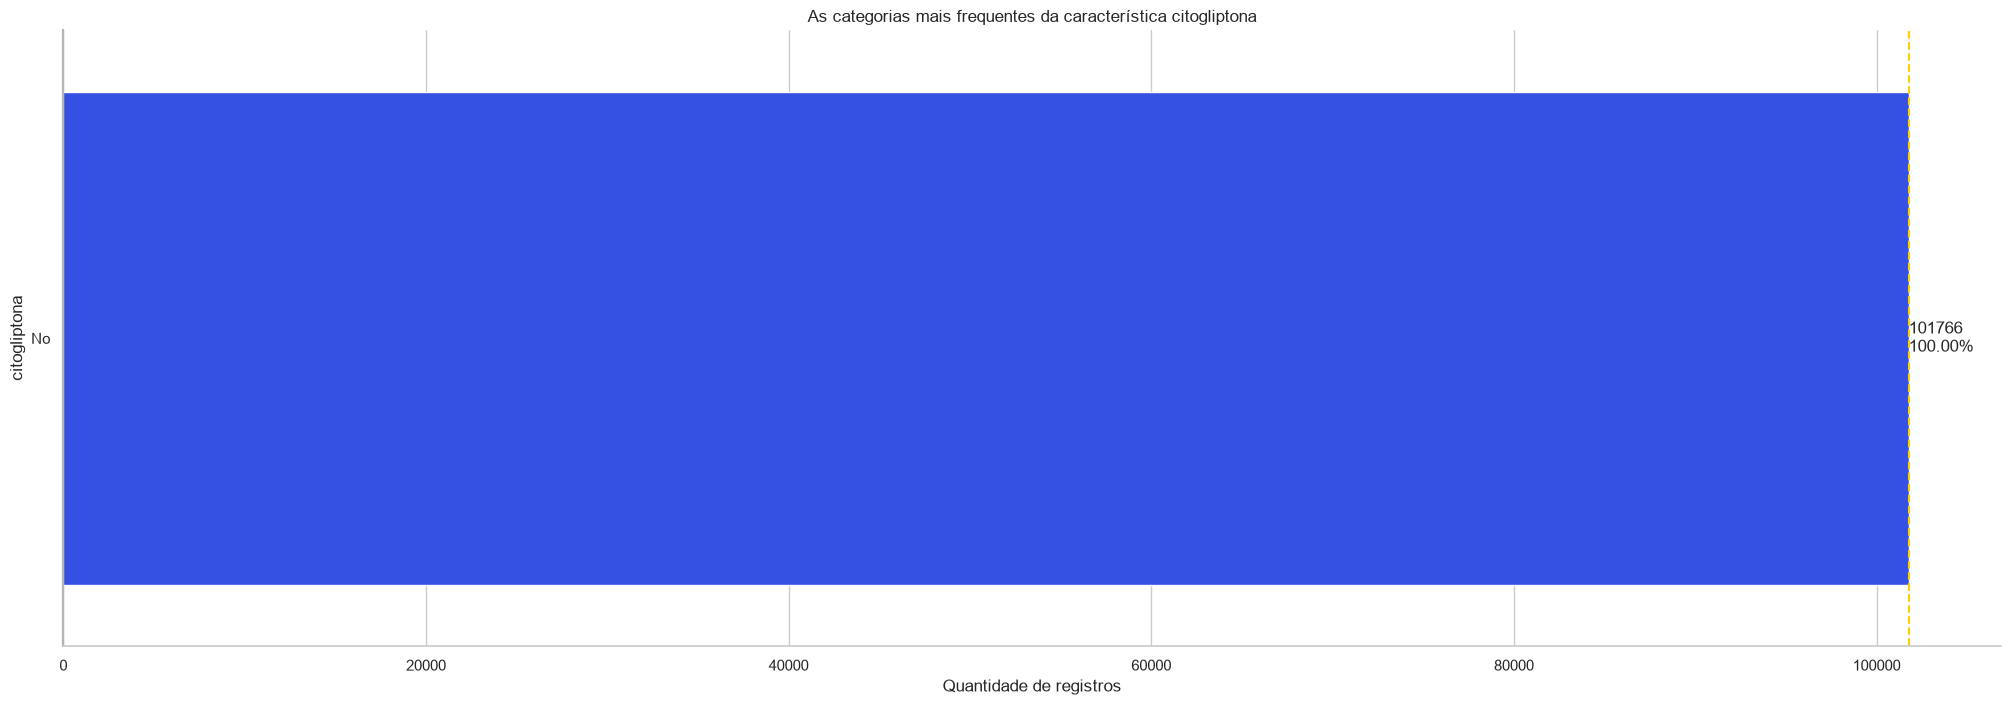 As categorias mais frequentes da característica citogliptona
citogliptona
No
101766
100.00%
0 20000 40000 60000 80000 100000
Quantidade de registros